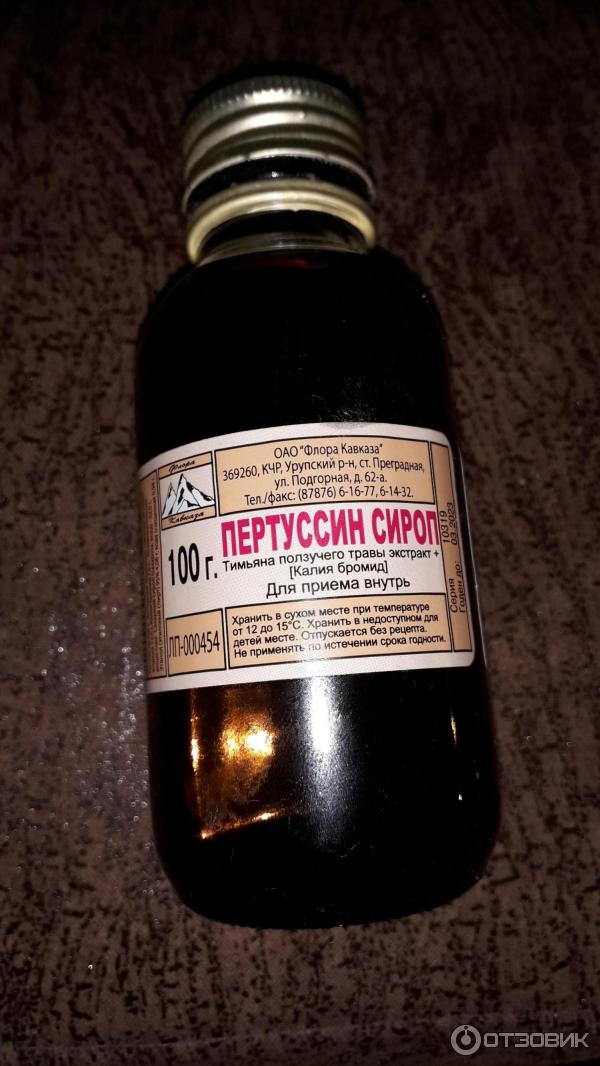 ОАО "Флора Кавказа"
369260, КЧР, Урупский р-н, ст. Преградная,
ул. Подгорная, д. 62-а.
Тел./факс: (87876) 6-16-77, 6-14-32.
Флора
Кавказа
100 г.
ПЕРТУССИН СИРОП
Тимьяна ползучего травы экстракт +
[Калия бромид]
Для приема внутрь
ЛП-000454
Хранить в сухом месте при температуре
от 12 до 15°С. Хранить в недоступном для
детей месте. Отпускается без рецепта.
Не применять по истечении срока годности.
Серия 10319
Годен до: 03.2023
ОТЗОВИК